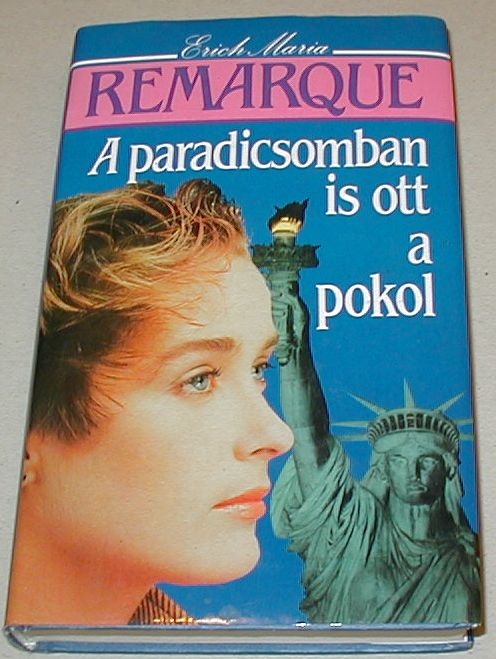 Erich Maria
REMARQUE
A paradicsomban
is ott
a
pokol